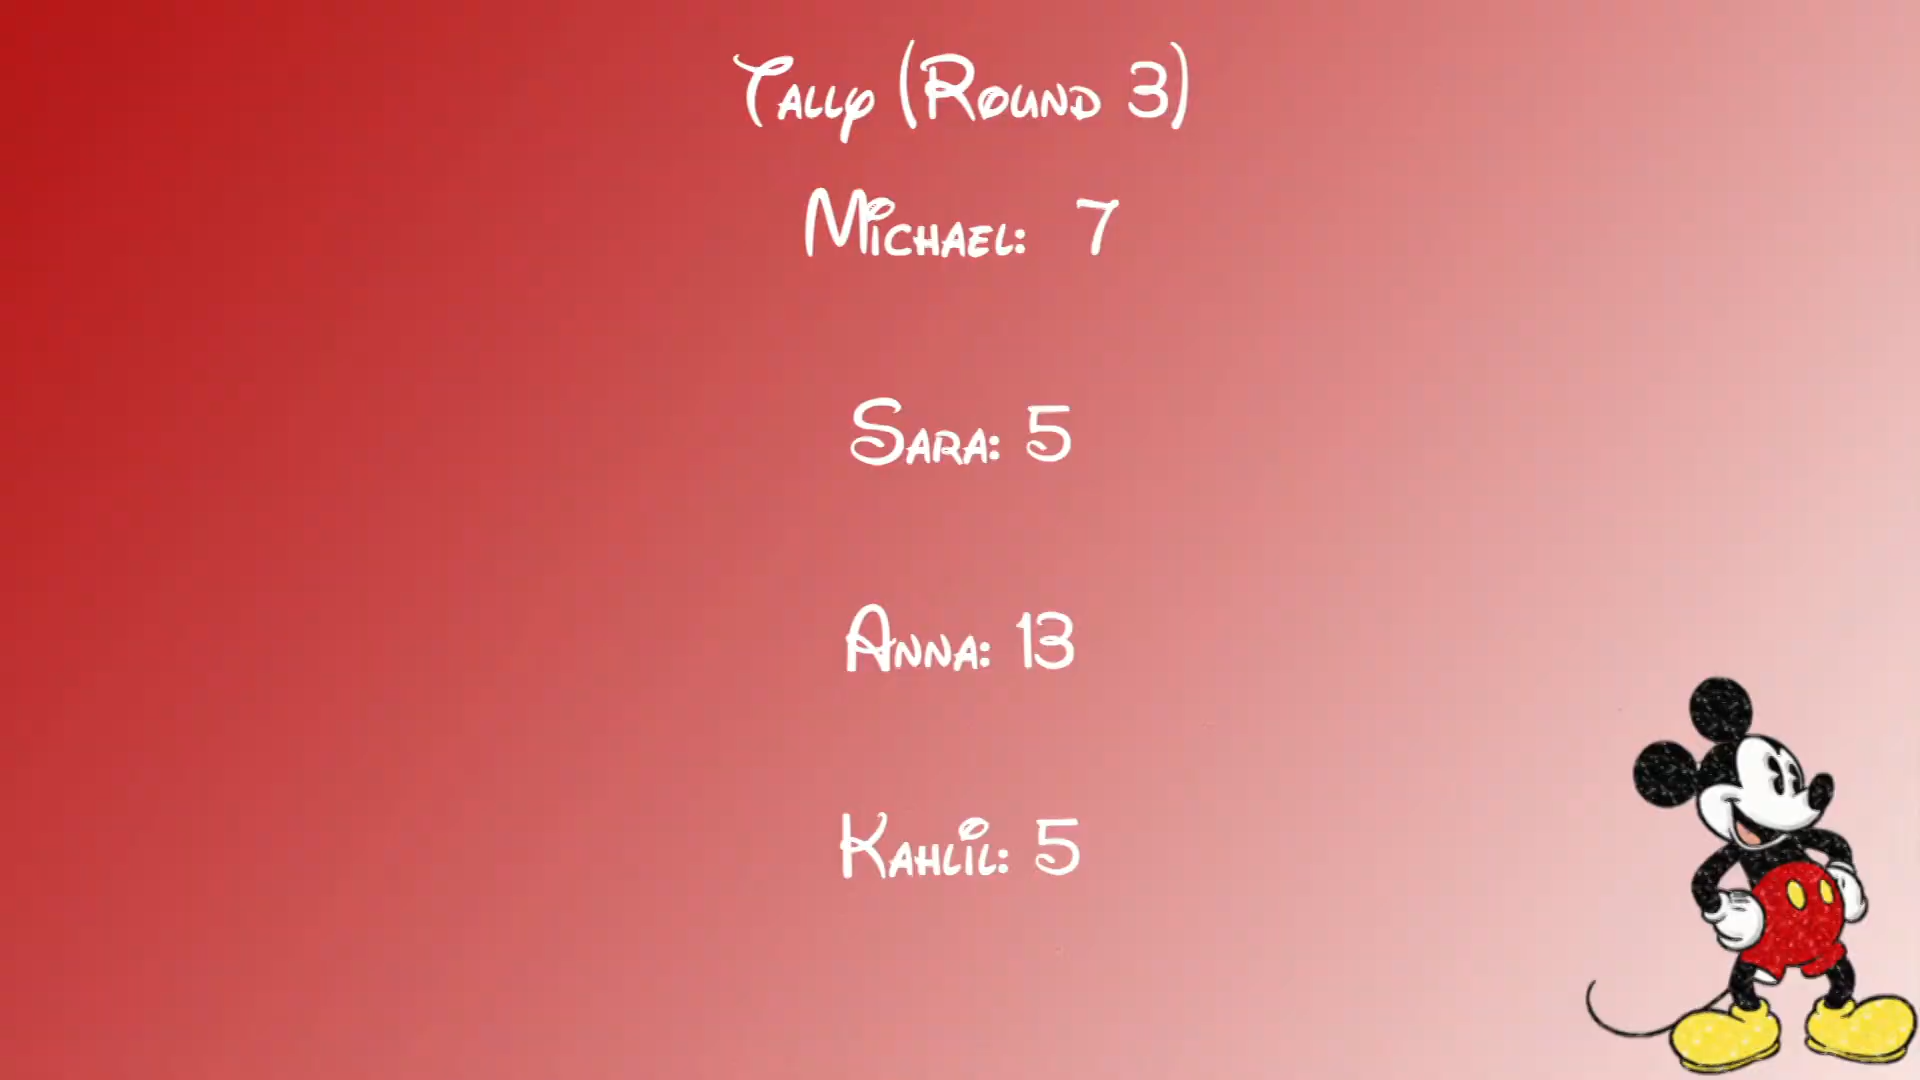 Tally (Round 3)
Michael: 7
Sara: 5
Anna: 13
Kahlil: 5